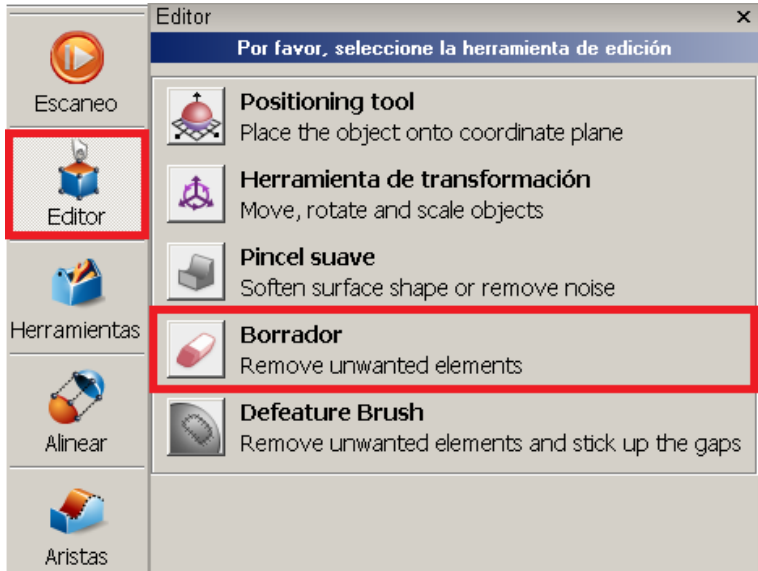 Editor
Por favor, seleccione la herramienta de edición
Escaneo
Editor
Herramientas
Alinear
Aristas
Positioning tool
Place the object onto coordinate plane
Herramienta de transformación
Move, rotate and scale objects
Pincel suave
Soften surface shape or remove noise
Borrador
Remove unwanted elements
Defeature Brush
Remove unwanted elements and stick up the gaps